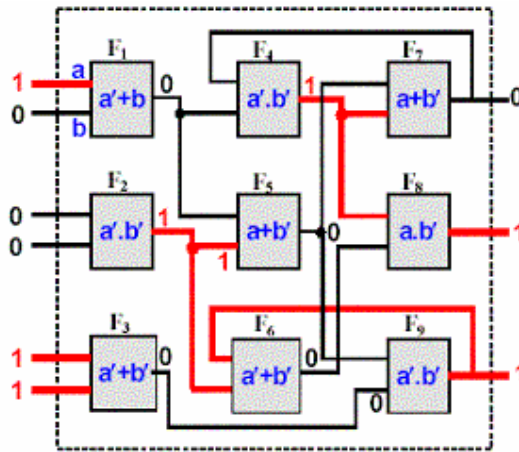 F₁ F₄ F₇
1 a a'+b 0 a'.b' 1 a+b' 0
0 b
F₂ F₅ F₈
0 a'.b' 1 a+b' 0 a.b' 1
0 1
F₃ F₆ F₉
1 a'+b' 0 a'+b' 0 a'.b' 1
1 0